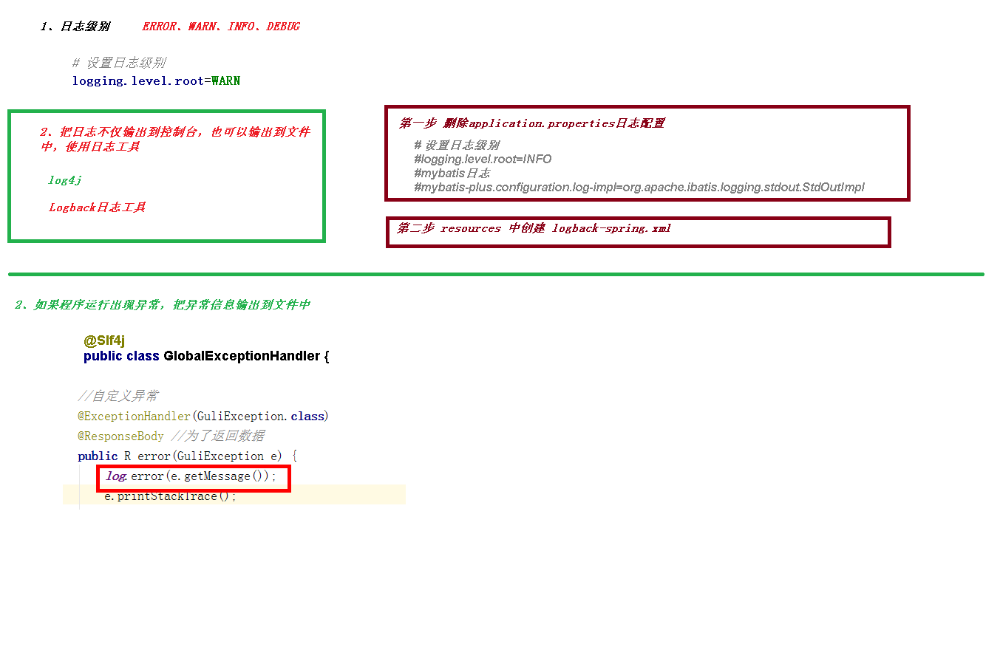 1、日志级别 ERROR、WARN、INFO、DEBUG
# 设置日志级别
logging.level.root=WARN
2、把日志不仅输出到控制台，也可以输出到文件
中，使用日志工具
log4j
Logback日志工具
第一步 删除application.properties日志配置
# 设置日志级别
#logging.level.root=INFO
#mybatis日志
#mybatis-plus.configuration.log-impl=org.apache.ibatis.logging.stdout.StdOutImpl
第二步 resources 中创建 logback-spring.xml
2、如果程序运行出现异常，把异常信息输出到文件中
@Slf4j
public class GlobalExceptionHandler {
//自定义异常
@ExceptionHandler(GuliException.class)
@ResponseBody //为了返回数据
public R error(GuliException e) {
log.error(e.getMessage());
e.printStackTrace();